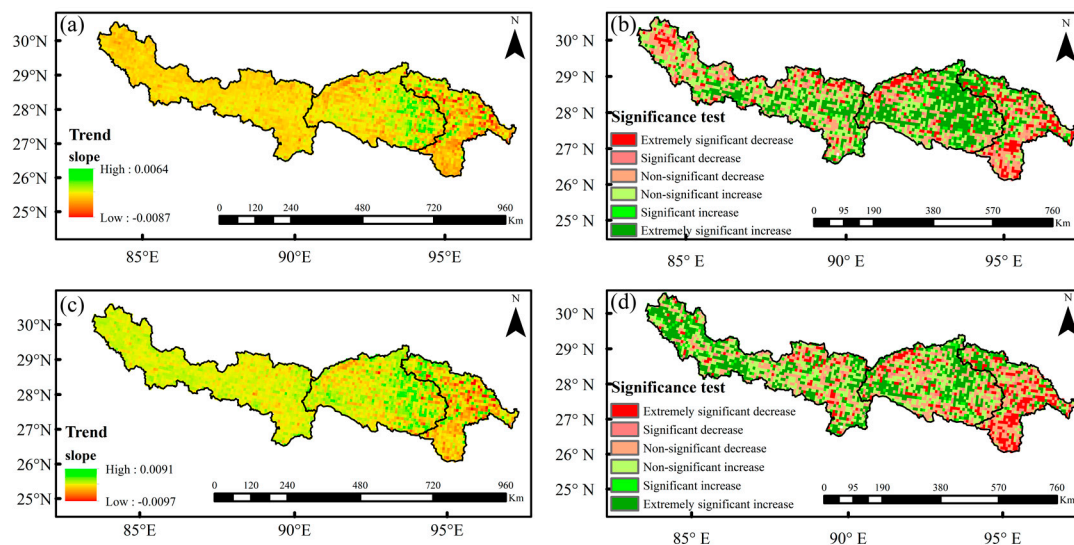 (a)
N
30°N
29°N
28°N
27°N
26°N
25°N
Trend
slope
High : 0.0064
Low : -0.0087
0 120 240 480 720 960
Km
85°E 90°E 95°E
(b)
N
30° N
29° N
28° N
27° N
26° N
25° N
Significance test
Extremely significant decrease
Significant decrease
Non-significant decrease
Non-significant increase
Significant increase
Extremely significant increase
0 95 190 380 570 760
Km
85° E 90° E 95° E
(c)
N
30° N
29° N
28° N
27° N
26° N
25° N
Trend
slope
High : 0.0091
Low : -0.0097
0 120 240 480 720 960
Km
85°E 90°E 95°E
(d)
N
30° N
29° N
28° N
27° N
26° N
25° N
Significance test
Extremely significant decrease
Significant decrease
Non-significant decrease
Non-significant increase
Significant increase
Extremely significant increase
0 95 190 380 570 760
Km
85° E 90° E 95° E